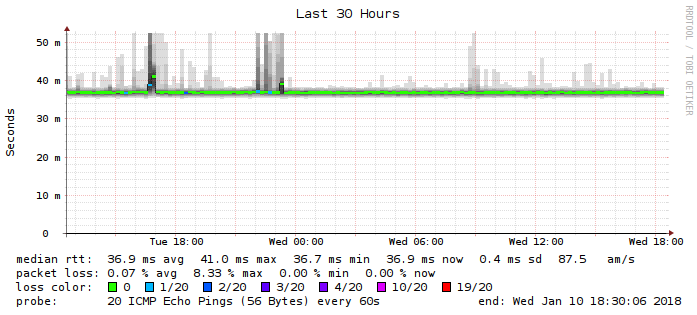 Last 30 Hours
RRDTOOL / TOBI OETIKER
Seconds
50 m
40 m
30 m
20 m
10 m
0
Tue 18:00 Wed 00:00 Wed 06:00 Wed 12:00 Wed 18:00
median rtt: 36.9 ms avg 41.0 ms max 36.7 ms min 36.9 ms now 0.4 ms sd 87.5 am/s
packet loss: 0.07 % avg 8.33 % max 0.00 % min 0.00 % now
loss color: 0 1/20 2/20 3/20 4/20 10/20 19/20
probe: 20 ICMP Echo Pings (56 Bytes) every 60s end: Wed Jan 10 18:30:06 2018